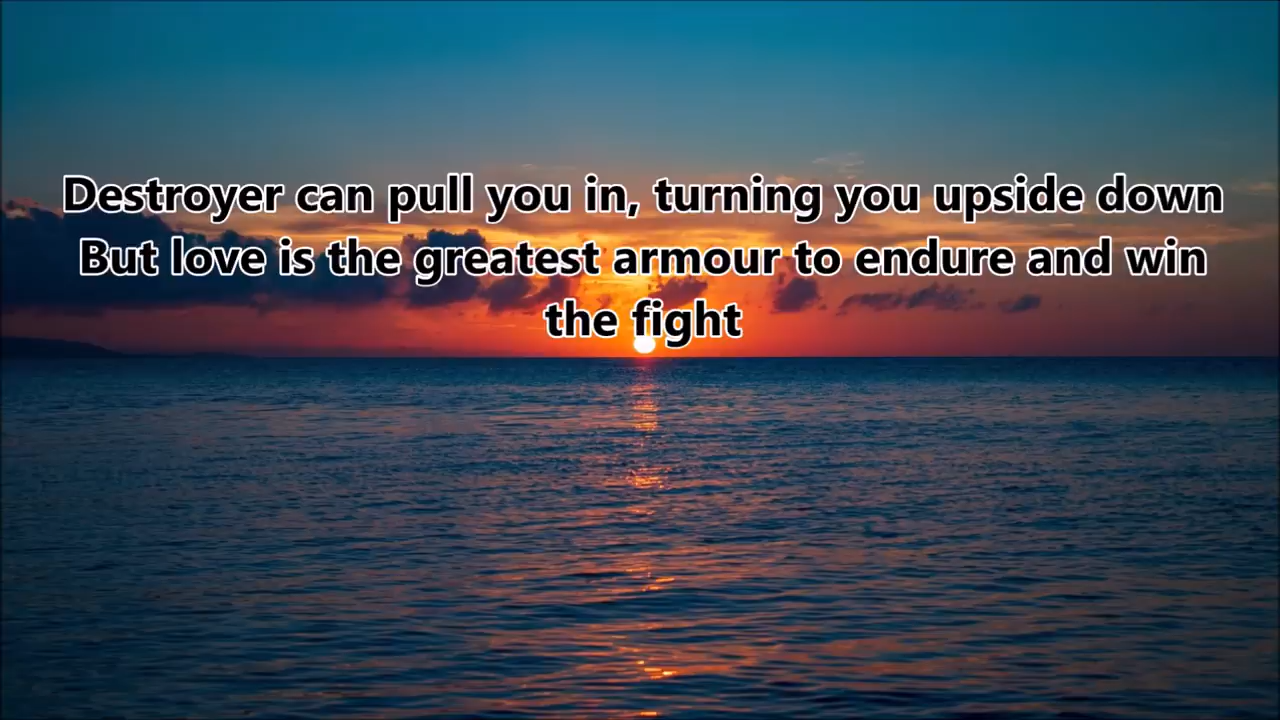 Destroyer can pull you in, turning you upside down
But love is the greatest armour to endure and win
the fight